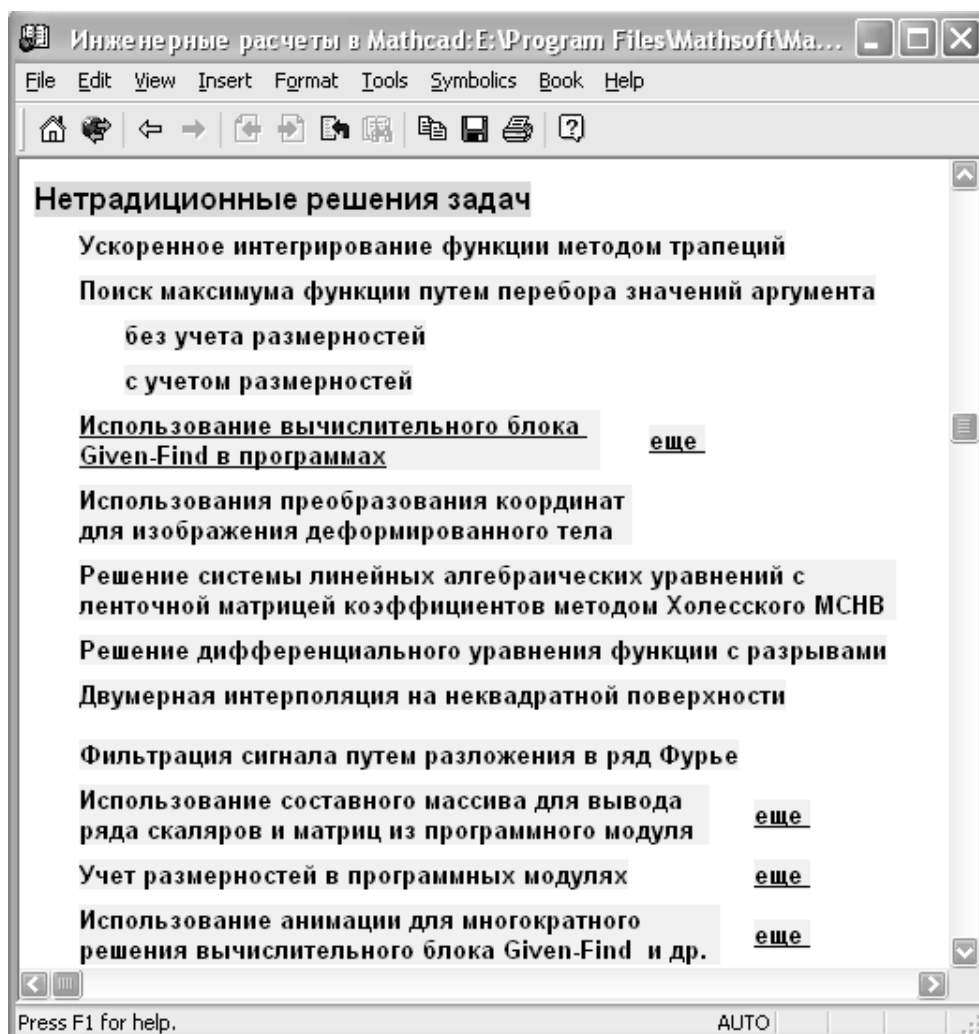 Инженерные расчеты в Mathcad:E:\Program Files\Mathsoft\Ma...
File Edit View Insert Format Tools Symbolics Book Help
Нетрадиционные решения задач
Ускоренное интегрирование функции методом трапеций
Поиск максимума функции путем перебора значений аргумента
без учета размерностей
с учетом размерностей
Использование вычислительного блока
Given-Find в программах
еще
Использования преобразования координат
для изображения деформированного тела
Решение системы линейных алгебраических уравнений с
ленточной матрицей коэффициентов методом Холесского МСНВ
Решение дифференциального уравнения функции с разрывами
Двумерная интерполяция на неквадратной поверхности
Фильтрация сигнала путем разложения в ряд Фурье
Использование составного массива для вывода
ряда скаляров и матриц из программного модуля
еще
Учет размерностей в программных модулях еще
Использование анимации для многократного
решения вычислительного блока Given-Find и др.
еще
Press F1 for help. AUTO